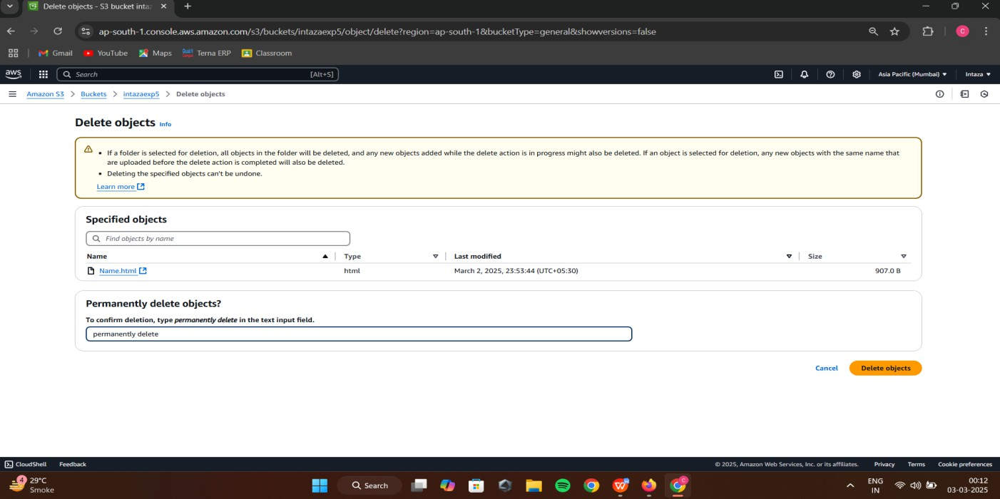 Delete objects - S3 bucket intaz
ap-south-1.console.aws.amazon.com/s3/buckets/intazaexp5/object/delete?region=ap-south-1&bucketType=general&showversions=false
C
Gmail YouTube Maps Terna ERP Classroom
aws Search [Alt+S] Asia Pacific (Mumbai) Intaza
Amazon S3 > Buckets > intazaexp5 > Delete objects
Delete objects Info
• If a folder is selected for deletion, all objects in the folder will be deleted, and any new objects added while the delete action is in progress might also be deleted. If an object is selected for deletion, any new objects with the same name that
are uploaded before the delete action is completed will also be deleted.
• Deleting the specified objects can't be undone.
Learn more
Specified objects
Find objects by name
Name Type Last modified Size
Name.html html March 2, 2025, 23:53:44 (UTC+05:30) 907.0 B
Permanently delete objects?
To confirm deletion, type permanently delete in the text input field.
permanently delete
Cancel Delete objects
CloudShell Feedback © 2025, Amazon Web Services, Inc. or its affiliates. Privacy Terms Cookie preferences
4 29°C
Smoke
Search
ENG
IN
00:12
03-03-2025